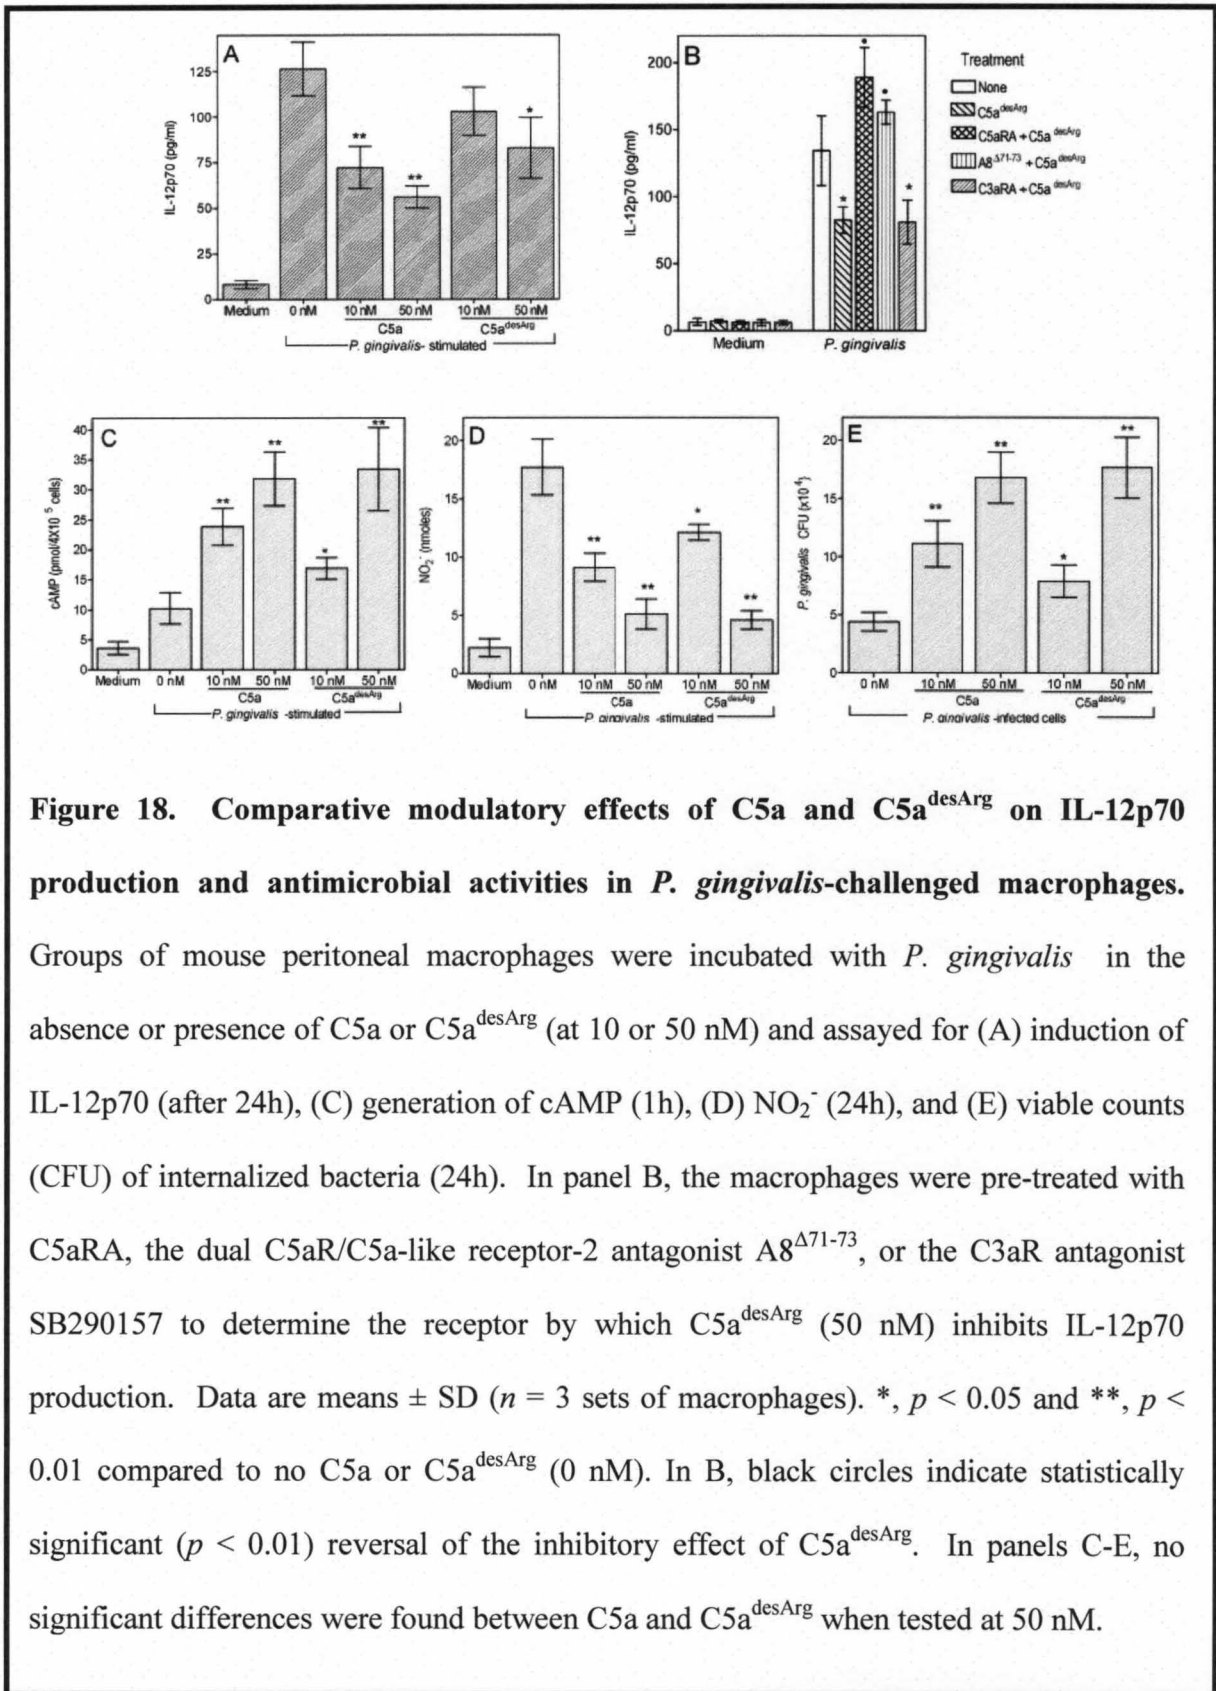 A
125
100
75
50
25
0
IL-12p70 (pg/ml)
**
**
*
Medium 0 nM 10 nM 50 nM 10 nM 50 nM
C5a C5a^desArg
P. gingivalis- stimulated
B
200
150
100
50
0
IL-12p70 (pg/ml)
*
•
•
*
Medium P. gingivalis
Treatment
None
C5a^desArg
C5aRA + C5a^desArg
A8^Δ71-73 + C5a^desArg
C3aRA + C5a^desArg
C
40
35
30
25
20
15
10
5
0
cAMP (pmol/4X10^5 cells)
**
**
*
**
Medium 0 nM 10 nM 50 nM 10 nM 50 nM
C5a C5a^desArg
P. gingivalis -stimulated
D
20
15
10
5
0
NO2^- (nmoles)
**
**
*
**
Medium 0 nM 10 nM 50 nM 10 nM 50 nM
C5a C5a^desArg
P. gingivalis -stimulated
E
20
15
10
5
0
P. gingivalis CFU (x10^4)
**
**
*
**
0 nM 10 nM 50 nM 10 nM 50 nM
C5a C5a^desArg
P. gingivalis -infected cells
Figure 18. Comparative modulatory effects of C5a and C5a^desArg on IL-12p70
production and antimicrobial activities in P. gingivalis-challenged macrophages.
Groups of mouse peritoneal macrophages were incubated with P. gingivalis in the
absence or presence of C5a or C5a^desArg (at 10 or 50 nM) and assayed for (A) induction of
IL-12p70 (after 24h), (C) generation of cAMP (1h), (D) NO2^- (24h), and (E) viable counts
(CFU) of internalized bacteria (24h). In panel B, the macrophages were pre-treated with
C5aRA, the dual C5aR/C5a-like receptor-2 antagonist A8^Δ71-73, or the C3aR antagonist
SB290157 to determine the receptor by which C5a^desArg (50 nM) inhibits IL-12p70
production. Data are means ± SD (n = 3 sets of macrophages). *, p < 0.05 and **, p <
0.01 compared to no C5a or C5a^desArg (0 nM). In B, black circles indicate statistically
significant (p < 0.01) reversal of the inhibitory effect of C5a^desArg. In panels C-E, no
significant differences were found between C5a and C5a^desArg when tested at 50 nM.